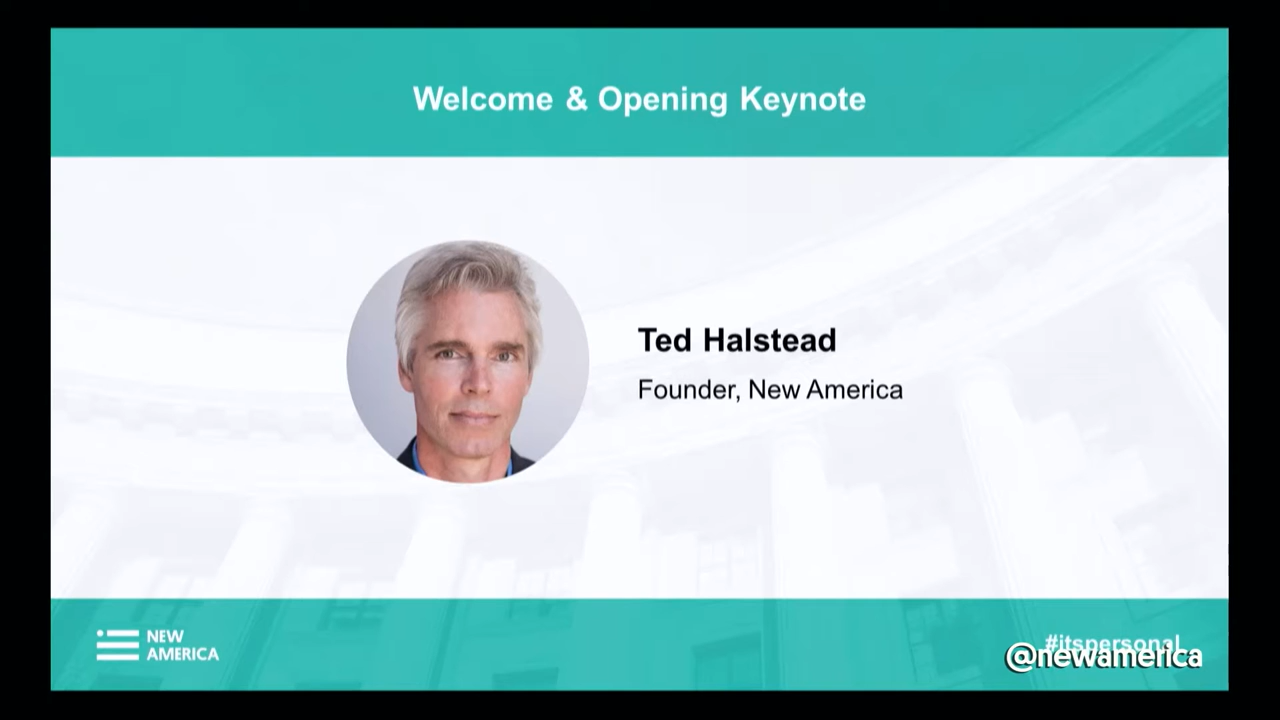 Welcome & Opening Keynote
Ted Halstead
Founder, New America
NEW
AMERICA
#itspersonal
@newamerica